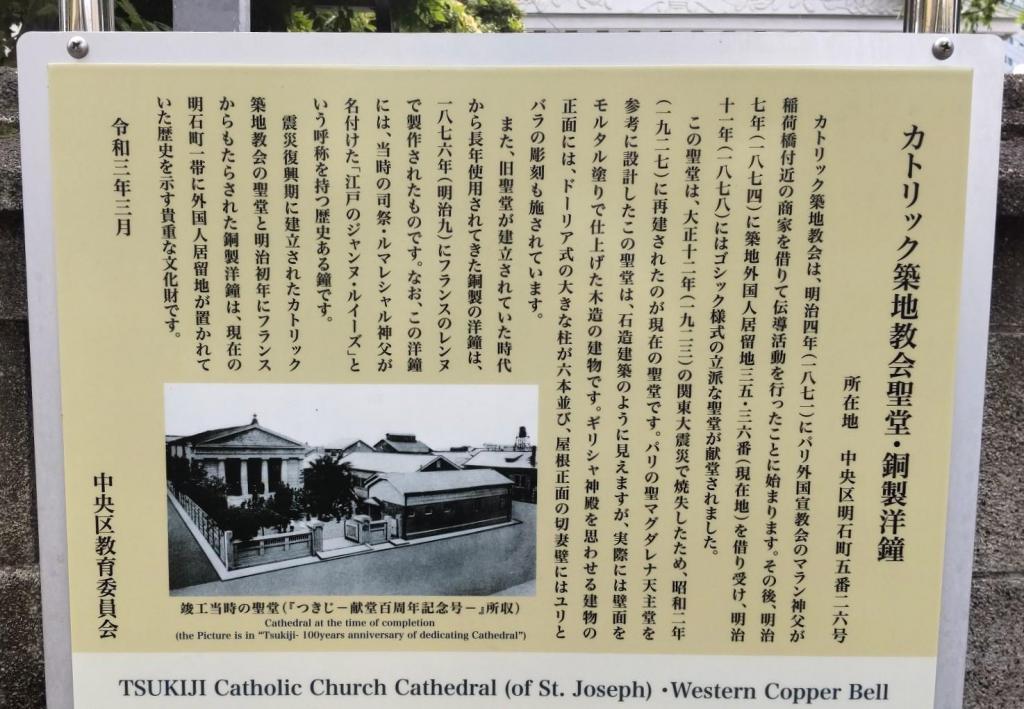 カトリック築地教会聖堂・銅製洋鐘
所在地　中央区明石町五番二六号
カトリック築地教会は、明治四年（一八七一）にパリ外国宣教会のマラン神父が
稲荷橋付近の商家を借りて伝導活動を行ったことに始まります。その後、明治
七年（一八七四）に築地外国人居留地三五・三六番（現在地）を借り受け、明治
十一年（一八七八）にはゴシック様式の立派な聖堂が献堂されました。
この聖堂は、大正十二年（一九二三）の関東大震災で焼失したため、昭和二年
（一九二七）に再建されたのが現在の聖堂です。パリの聖マグダレナ天主堂を
参考に設計したこの聖堂は、石造建築のように見えますが、実際には壁面を
モルタル塗りで仕上げた木造の建物です。ギリシャ神殿を思わせる建物の
正面には、ドーリア式の大きな柱が六本並び、屋根正面の切妻壁にはユリと
バラの彫刻も施されています。
また、旧聖堂が建立されていた時代
から長年使用されてきた銅製の洋鐘は、
一八七六年（明治九）にフランスのレンヌ
で製作されたものです。なお、この洋鐘
には、当時の司祭・ルマレシャル神父が
名付けた「江戸のジャンヌ・ルイーズ」と
いう呼称を持つ歴史ある鐘です。
震災復興期に建立されたカトリック
築地教会の聖堂と明治初年にフランス
からもたらされた銅製洋鐘は、現在の
明石町一帯に外国人居留地が置かれて
いた歴史を示す貴重な文化財です。
令和三年三月
中央区教育委員会
竣工当時の聖堂（『つきじ－献堂百周年記念号－』所収）
Cathedral at the time of completion
(the Picture is in “Tsukiji- 100years anniversary of dedicating Cathedral”)
TSUKIJI Catholic Church Cathedral (of St. Joseph) ・Western Copper Bell